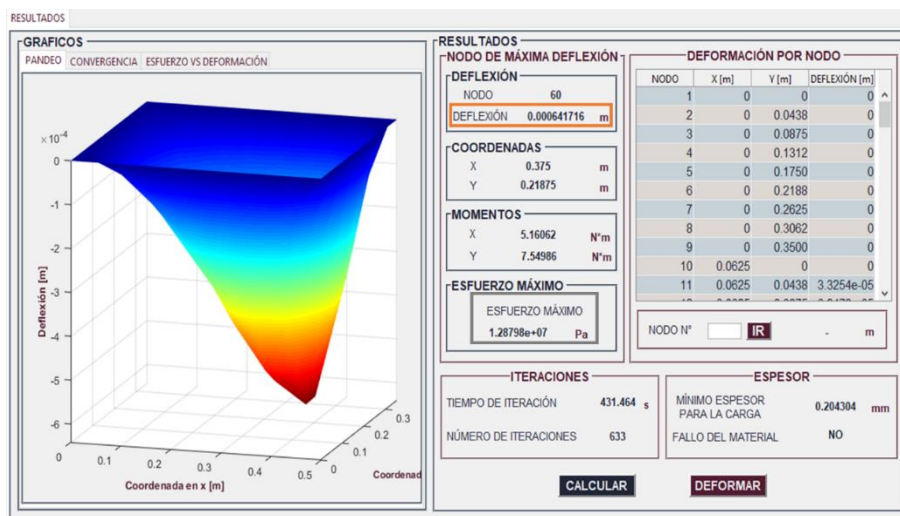 RESULTADOS
GRAFICOS
PANDEO CONVERGENCIA ESFUERZO VS DEFORMACIÓN
×10⁻⁴
0
-1
-2
-3
-4
-5
-6
Deflexión [m]
0 0.1 0.2 0.3 0.4 0.5
Coordenada en x [m]
0 0.1 0.2 0.3
Coordenad
RESULTADOS
NODO DE MÁXIMA DEFLEXIÓN
DEFLEXIÓN
NODO 60
DEFLEXIÓN 0.000641716 m
COORDENADAS
X 0.375 m
Y 0.21875 m
MOMENTOS
X 5.16062 N*m
Y 7.54986 N*m
ESFUERZO MÁXIMO
ESFUERZO MÁXIMO
1.28798e+07 Pa
DEFORMACIÓN POR NODO
NODO X [m] Y [m] DEFLEXIÓN [m]
1 0 0 0
2 0 0.0438 0
3 0 0.0875 0
4 0 0.1312 0
5 0 0.1750 0
6 0 0.2188 0
7 0 0.2625 0
8 0 0.3062 0
9 0 0.3500 0
10 0.0625 0 0
11 0.0625 0.0438 3.3254e-05
NODO N° IR - m
ITERACIONES
TIEMPO DE ITERACIÓN 431.464 s
NÚMERO DE ITERACIONES 633
ESPESOR
MÍNIMO ESPESOR
PARA LA CARGA 0.204304 mm
FALLO DEL MATERIAL NO
CALCULAR DEFORMAR